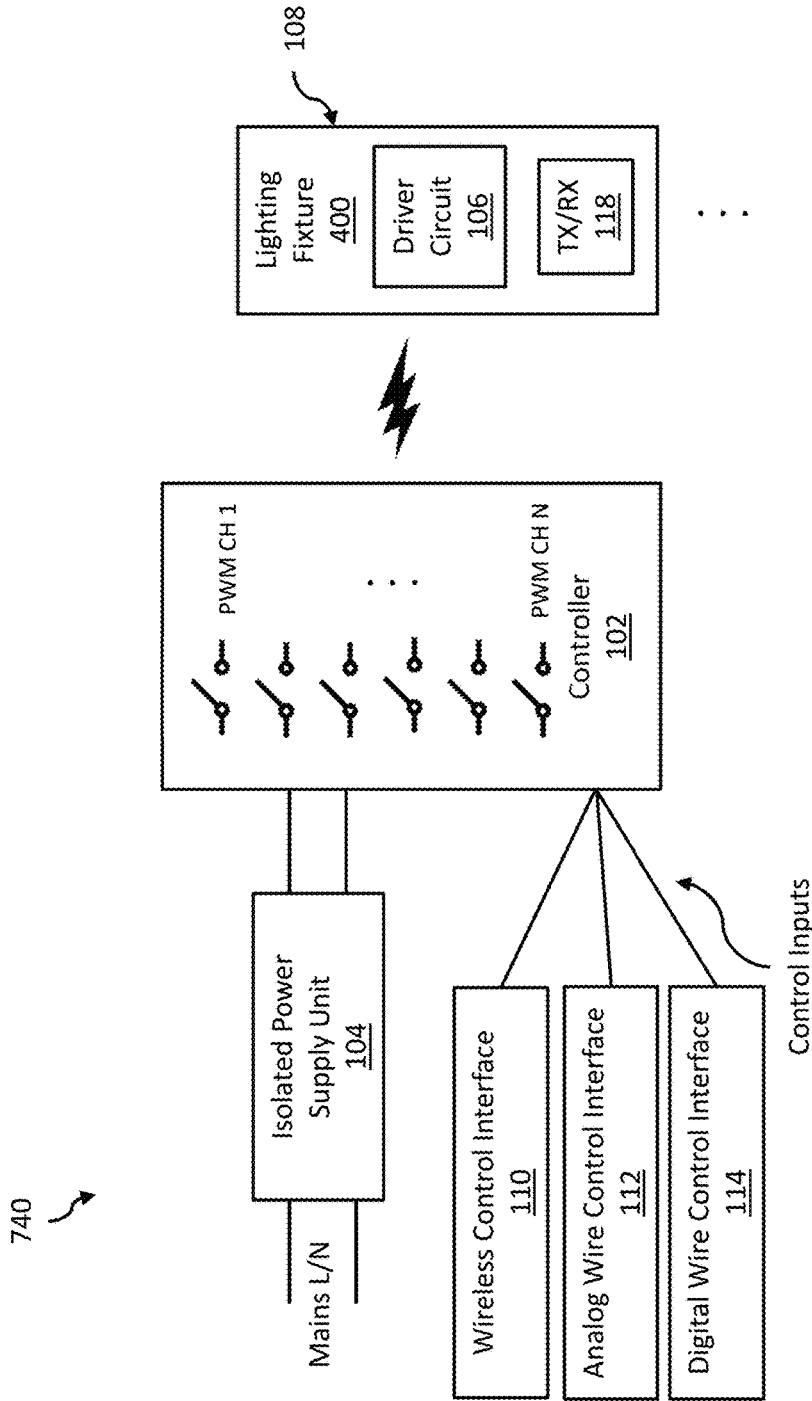 740
Mains L/N
Isolated Power
Supply Unit
104
Wireless Control Interface
110
Analog Wire Control Interface
112
Digital Wire Control Interface
114
Control Inputs
PWM CH 1
. . .
PWM CH N
Controller
102
108
Lighting
Fixture
400
Driver
Circuit
106
TX/RX
118
. . .